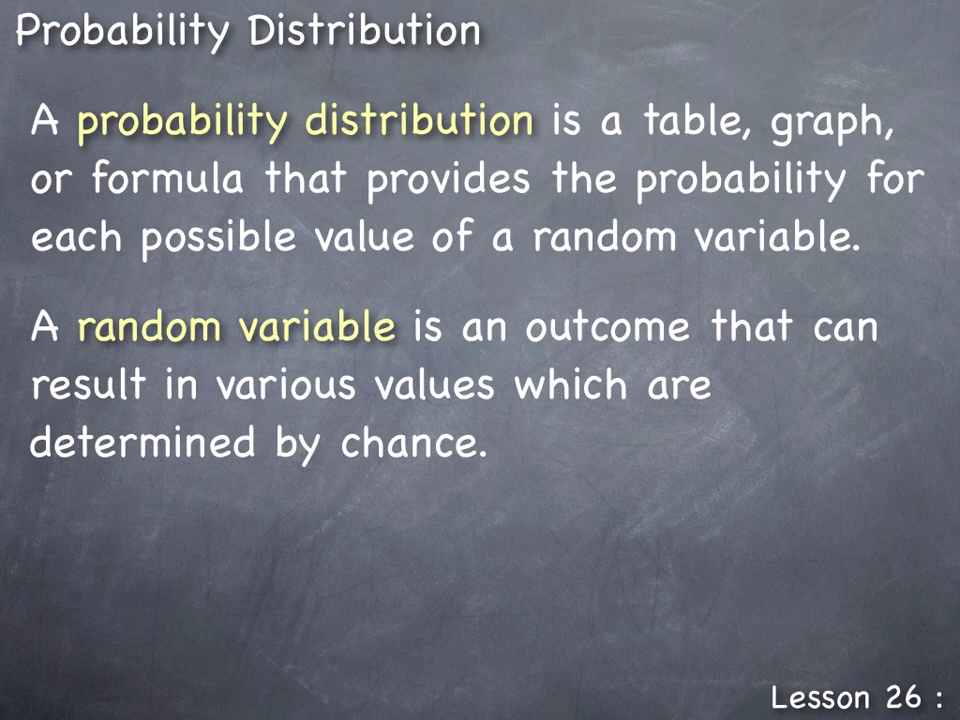 Probability Distribution
A probability distribution is a table, graph,
or formula that provides the probability for
each possible value of a random variable.
A random variable is an outcome that can
result in various values which are
determined by chance.
Lesson 26 :